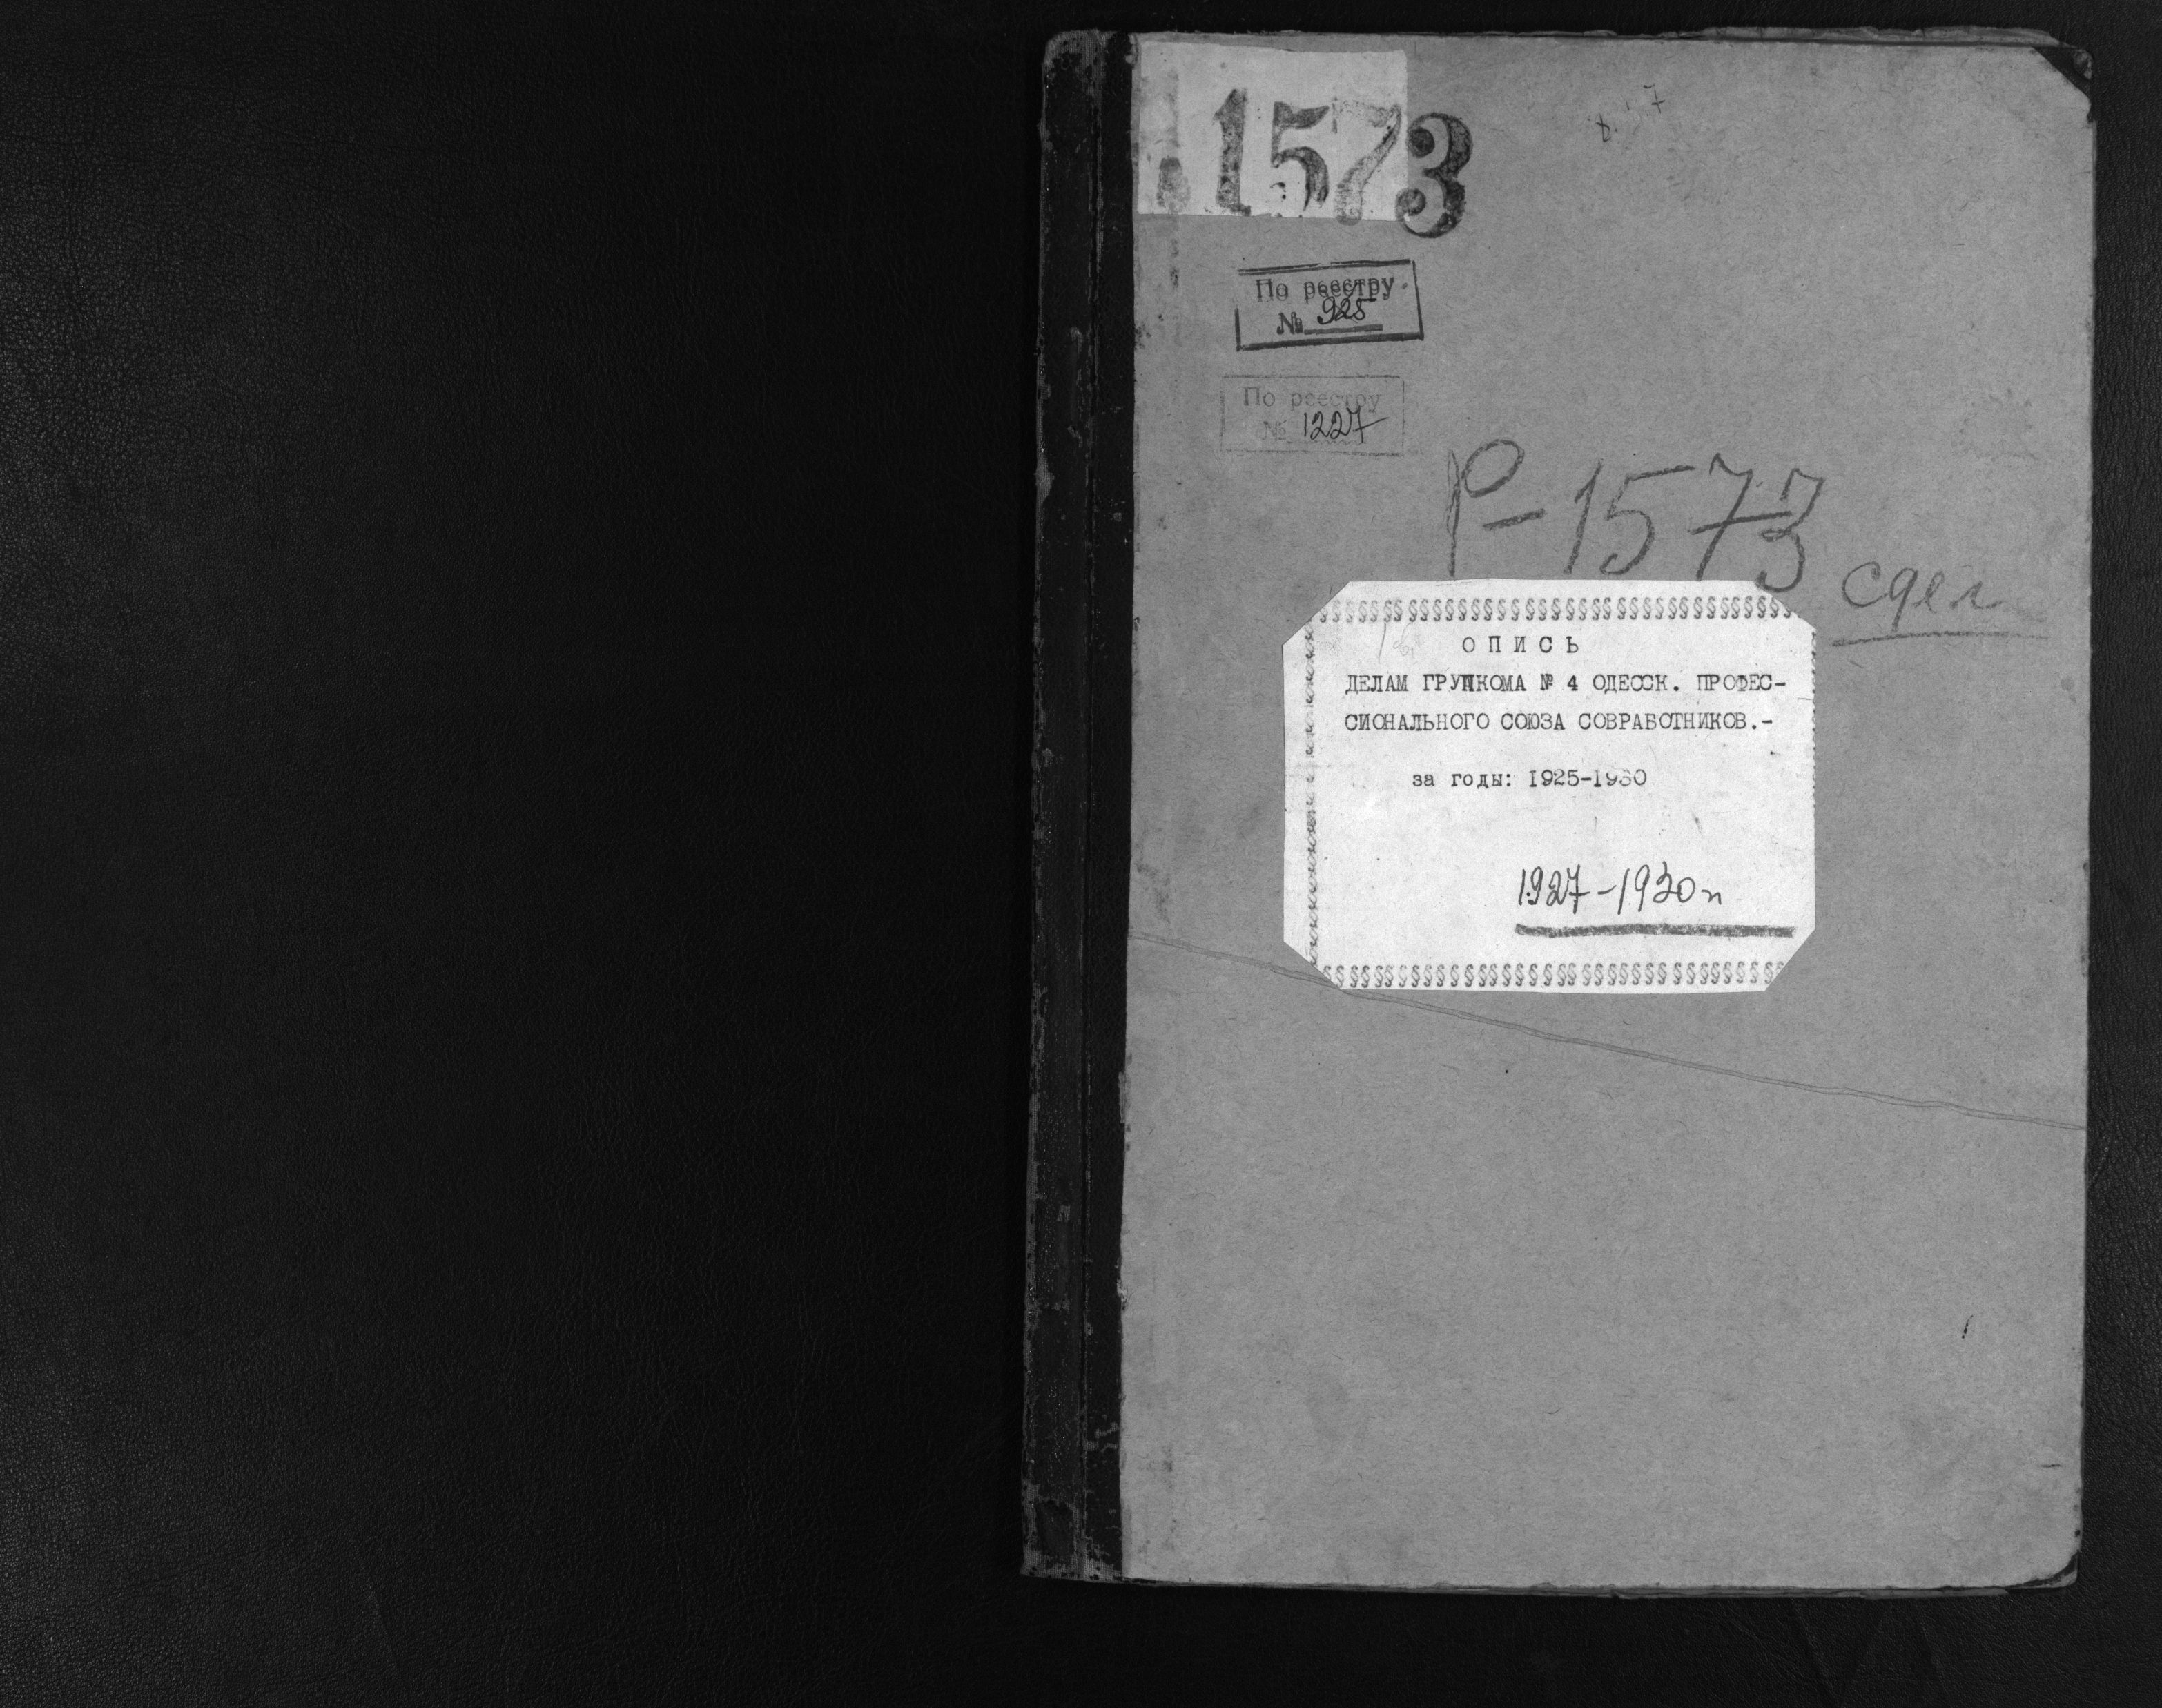 1573
По реестру
№ 925
По реестру
№ 1227
Р-1573
сдел
ОПИСЬ
ДЕЛАМ ГРУПКОМА № 4 ОДЕССК. ПРОФЕС-
СИОНАЛЬНОГО СОЮЗА СОВРАБОТНИКОВ.-
за годы: 1925-1930
1927-1930